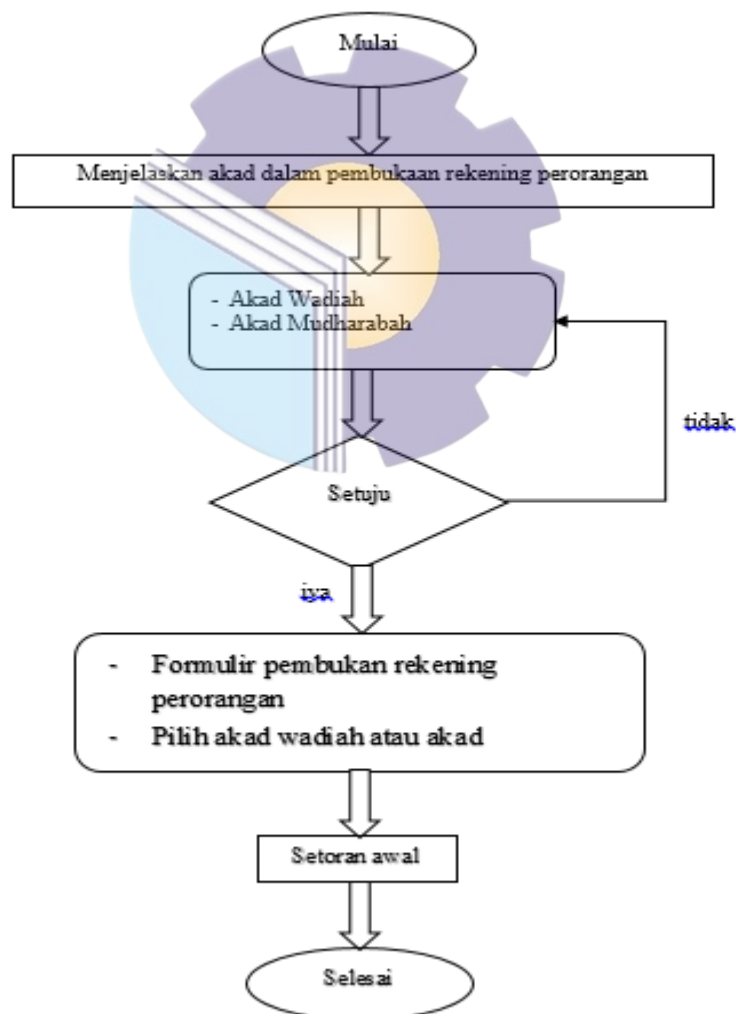 Mulai
Menjelaskan akad dalam pembukaan rekening perorangan
- Akad Wadiah
- Akad Mudharabah
tidak
Setuju
iya
- Formulir pembukan rekening
perorangan
- Pilih akad wadiah atau akad
Setoran awal
Selesai